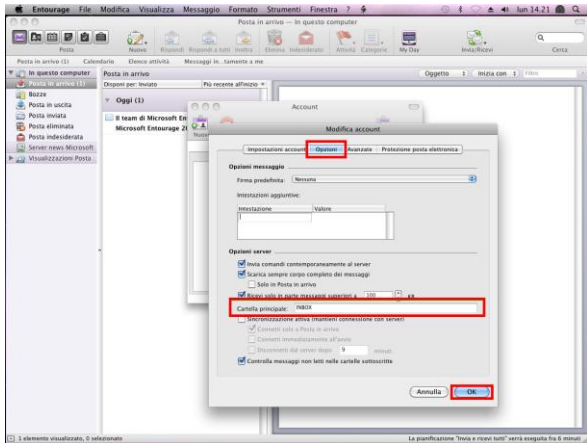 Entourage File Modifica Visualizza Messaggio Formato Strumenti Finestra ? lun 14.21
Posta in arrivo — In questo computer
Posta Nuovo Rispondi Rispondi a tutti Inoltra Elimina Indesiderato Attività Categorie My Day Invia/Ricevi Cerca
Posta in arrivo (1) Calendario Elenco attività Messaggi in...tamento a me
In questo computer
Posta in arrivo (1)
Bozze
Posta in uscita
Posta inviata
Posta eliminata
Posta indesiderata
Server news Microsoft
Visualizzazioni Posta
Posta in arrivo
Oggetto Inizia con
Disponi per: Inviato Più recente all'inizio
Oggi (1)
Il team di Microsoft En
Microsoft Entourage 20
Account
Nuovo
Modifica account
Impostazioni account Opzioni Avanzate Protezione posta elettronica
Opzioni messaggio
Firma predefinita: Nessuna
Intestazioni aggiuntive:
Intestazione Valore
Opzioni server
Invia comandi contemporaneamente al server
Scarica sempre corpo completo dei messaggi
Solo in Posta in arrivo
Ricevi solo in parte messaggi superiori a 100
Cartella principale: INBOX
Sincronizzazione attiva (mantieni connessione con server)
Connetti solo a Posta in arrivo
Connetti immediatamente all'avvio
Disconnetti dal server dopo 9 minuti
Controlla messaggi non letti nelle cartelle sottoscritte
Annulla OK
1 elemento visualizzato, 0 selezionato
La pianificazione "Invia e ricevi tutti" verrà eseguita fra 6 minuti